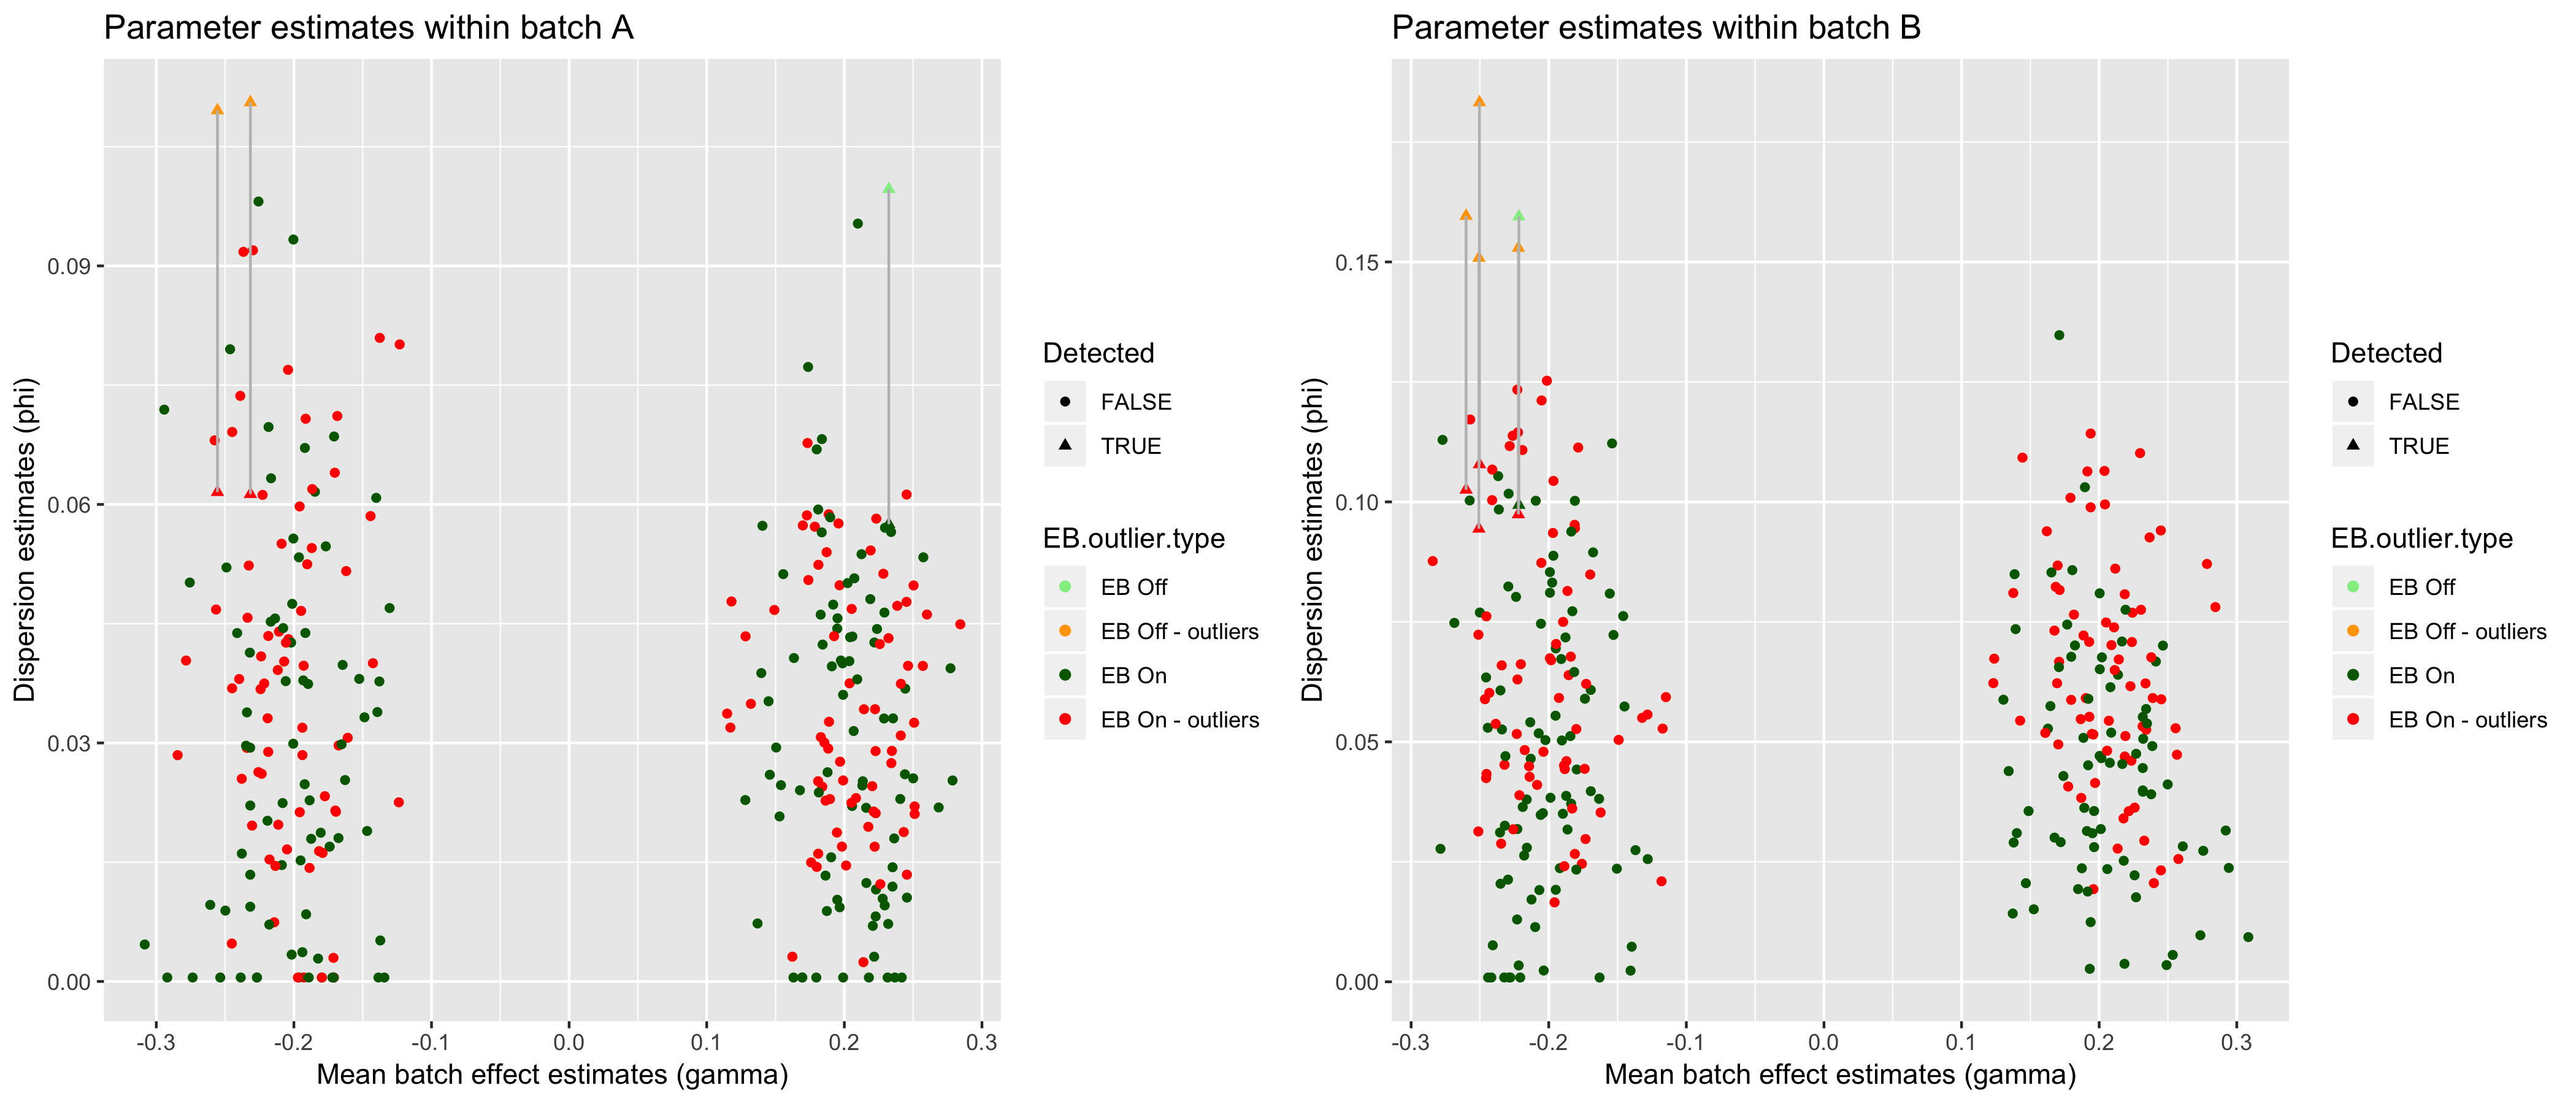 Parameter estimates within batch A
Dispersion estimates (phi)
0.09
0.06
0.03
0.00
-0.3 -0.2 -0.1 0.0 0.1 0.2 0.3
Mean batch effect estimates (gamma)
Detected
FALSE
TRUE
EB.outlier.type
EB Off
EB Off - outliers
EB On
EB On - outliers
Parameter estimates within batch B
Dispersion estimates (phi)
0.15
0.10
0.05
0.00
-0.3 -0.2 -0.1 0.0 0.1 0.2 0.3
Mean batch effect estimates (gamma)
Detected
FALSE
TRUE
EB.outlier.type
EB Off
EB Off - outliers
EB On
EB On - outliers